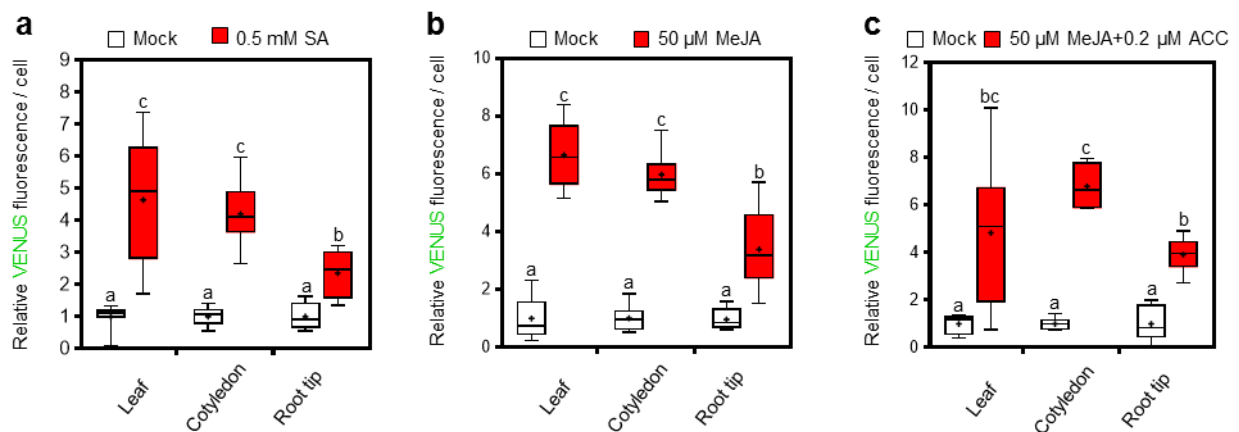 a
Mock 0.5 mM SA
Relative VENUS fluorescence / cell
9
8
7
6
5
4
3
2
1
0
a c a c a b
Leaf
Cotyledon
Root tip
b
Mock 50 µM MeJA
Relative VENUS fluorescence / cell
10
8
6
4
2
0
a c a c a b
Leaf
Cotyledon
Root tip
c
Mock 50 µM MeJA+0.2 µM ACC
Relative VENUS fluorescence / cell
12
10
8
6
4
2
0
a bc a c a b
Leaf
Cotyledon
Root tip